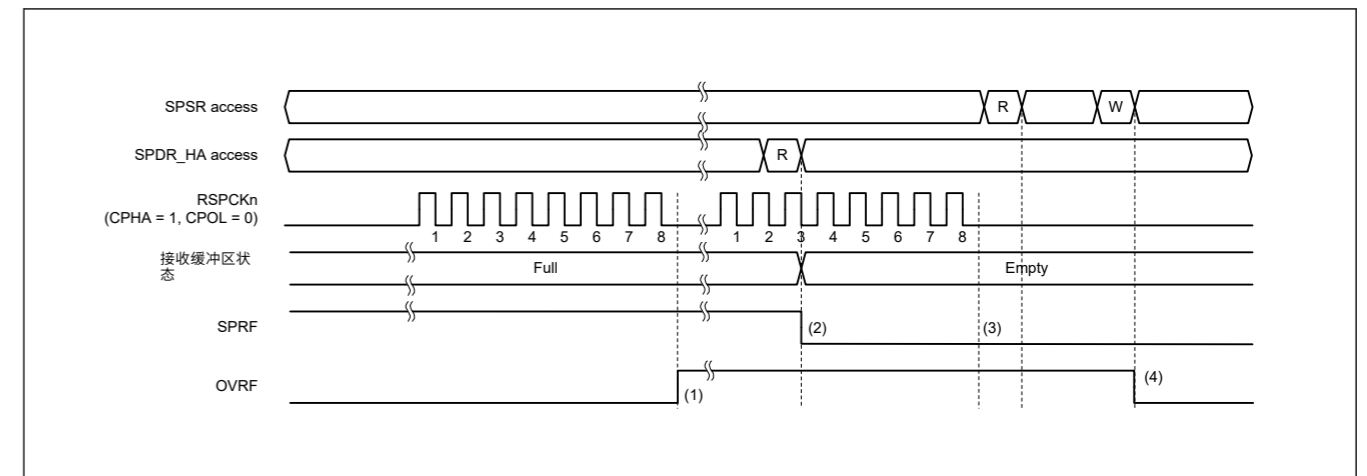 SPSR access
R
W
SPDR_HA access
R
RSPCKn
(CPHA = 1, CPOL = 0)
1 2 3 4 5 6 7 8 1 2 3 4 5 6 7 8
接收缓冲区状
态
Full
Empty
SPRF
(2)
(3)
OVRF
(1)
(4)